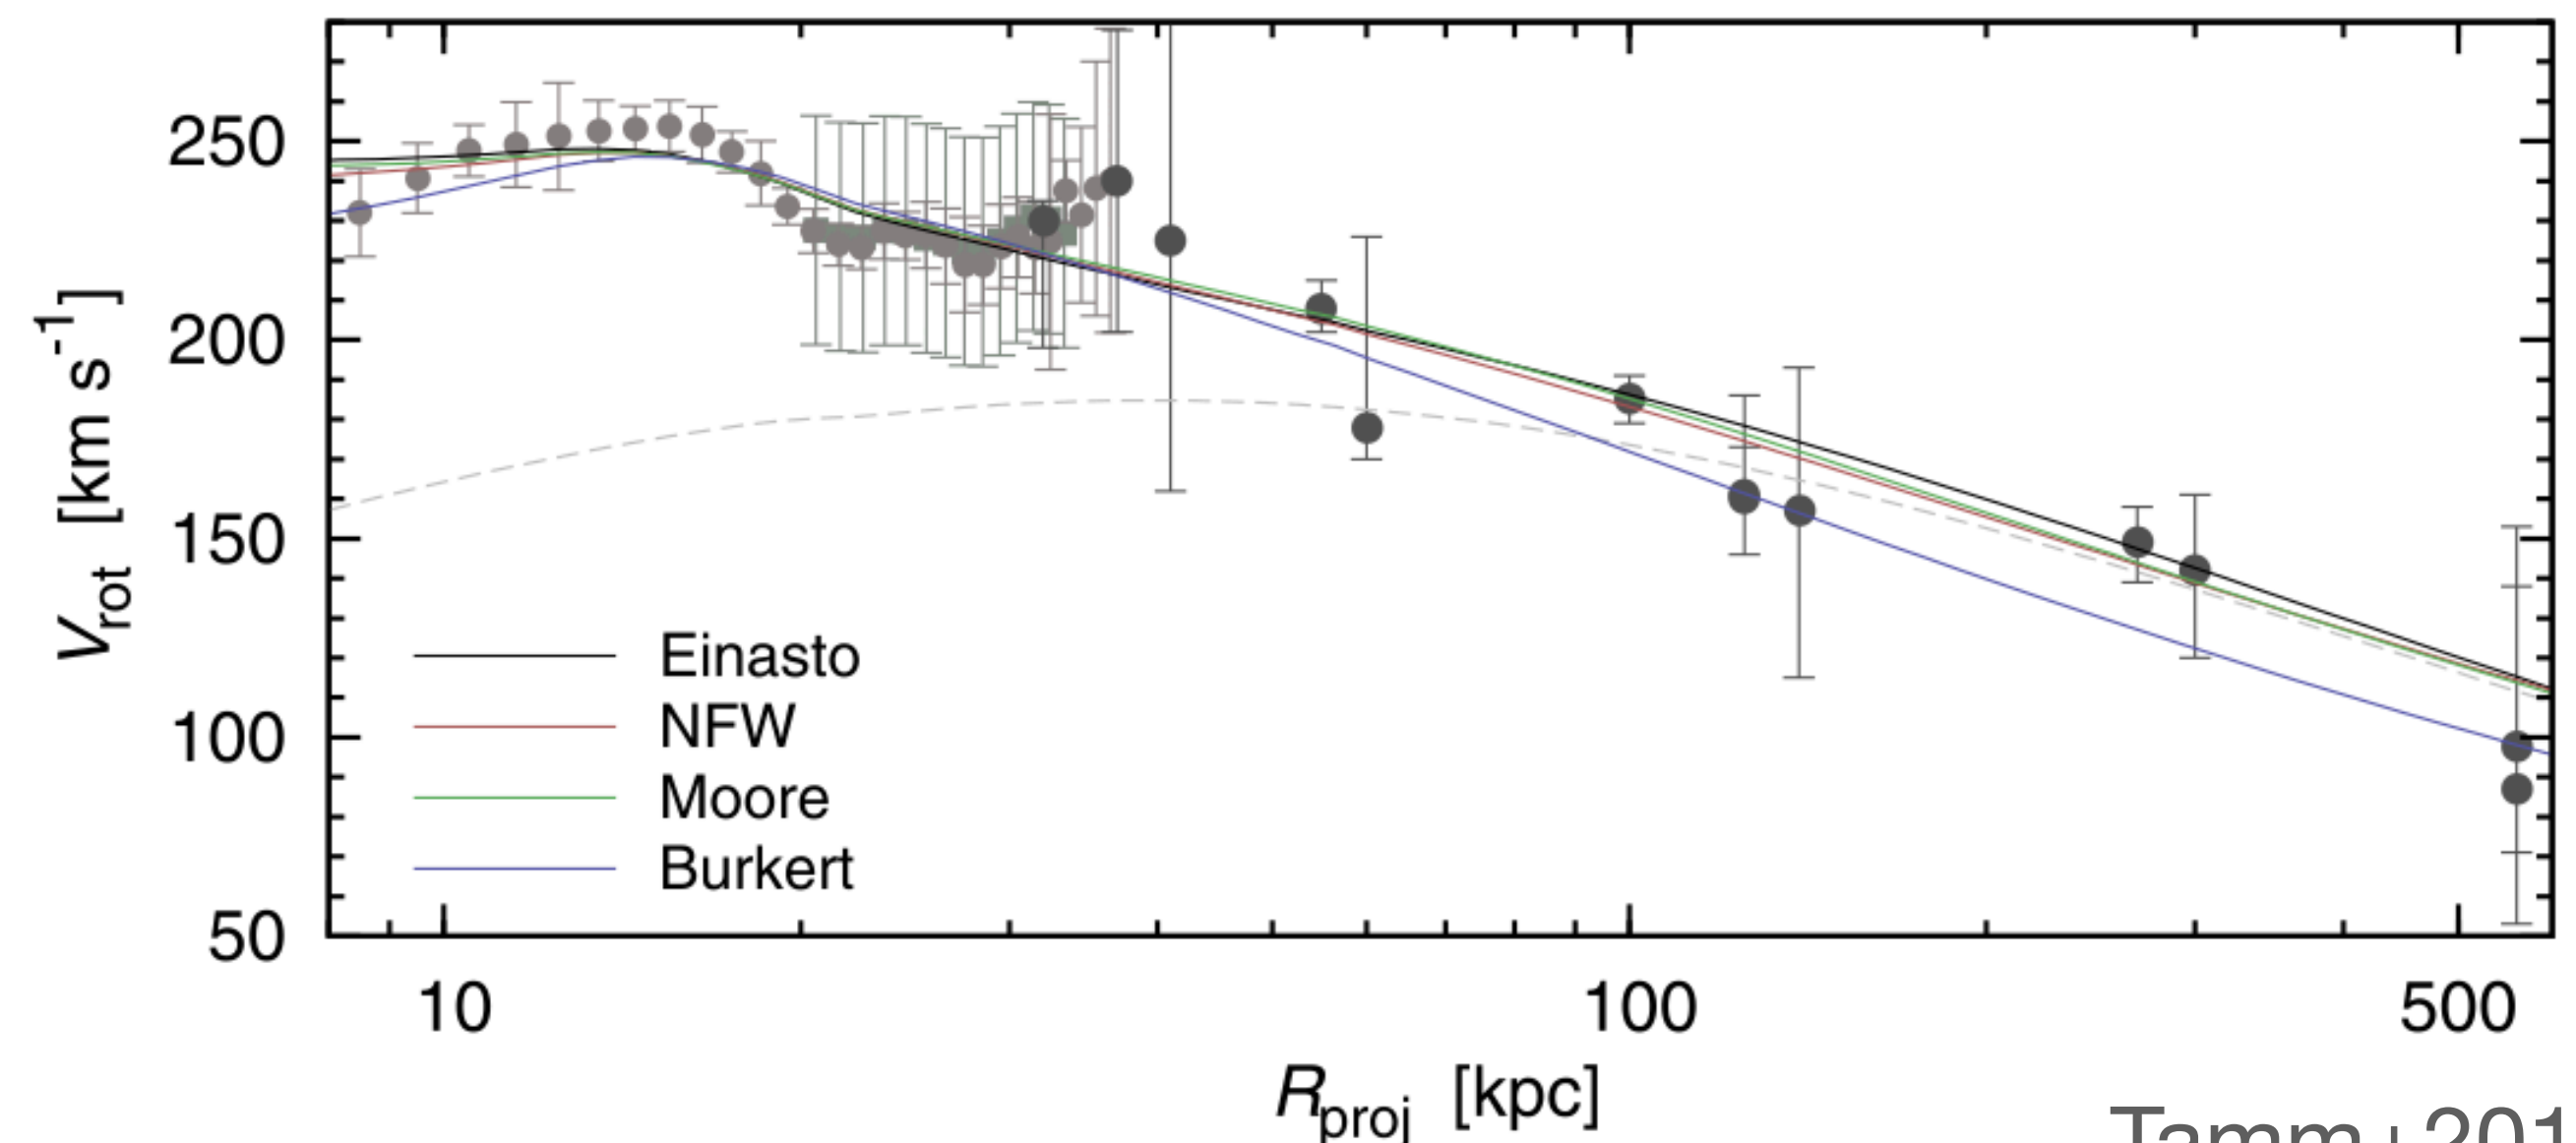 250
200
150
100
50
V_rot [km s^-1]
Einasto
NFW
Moore
Burkert
10 100 500
R_proj [kpc]